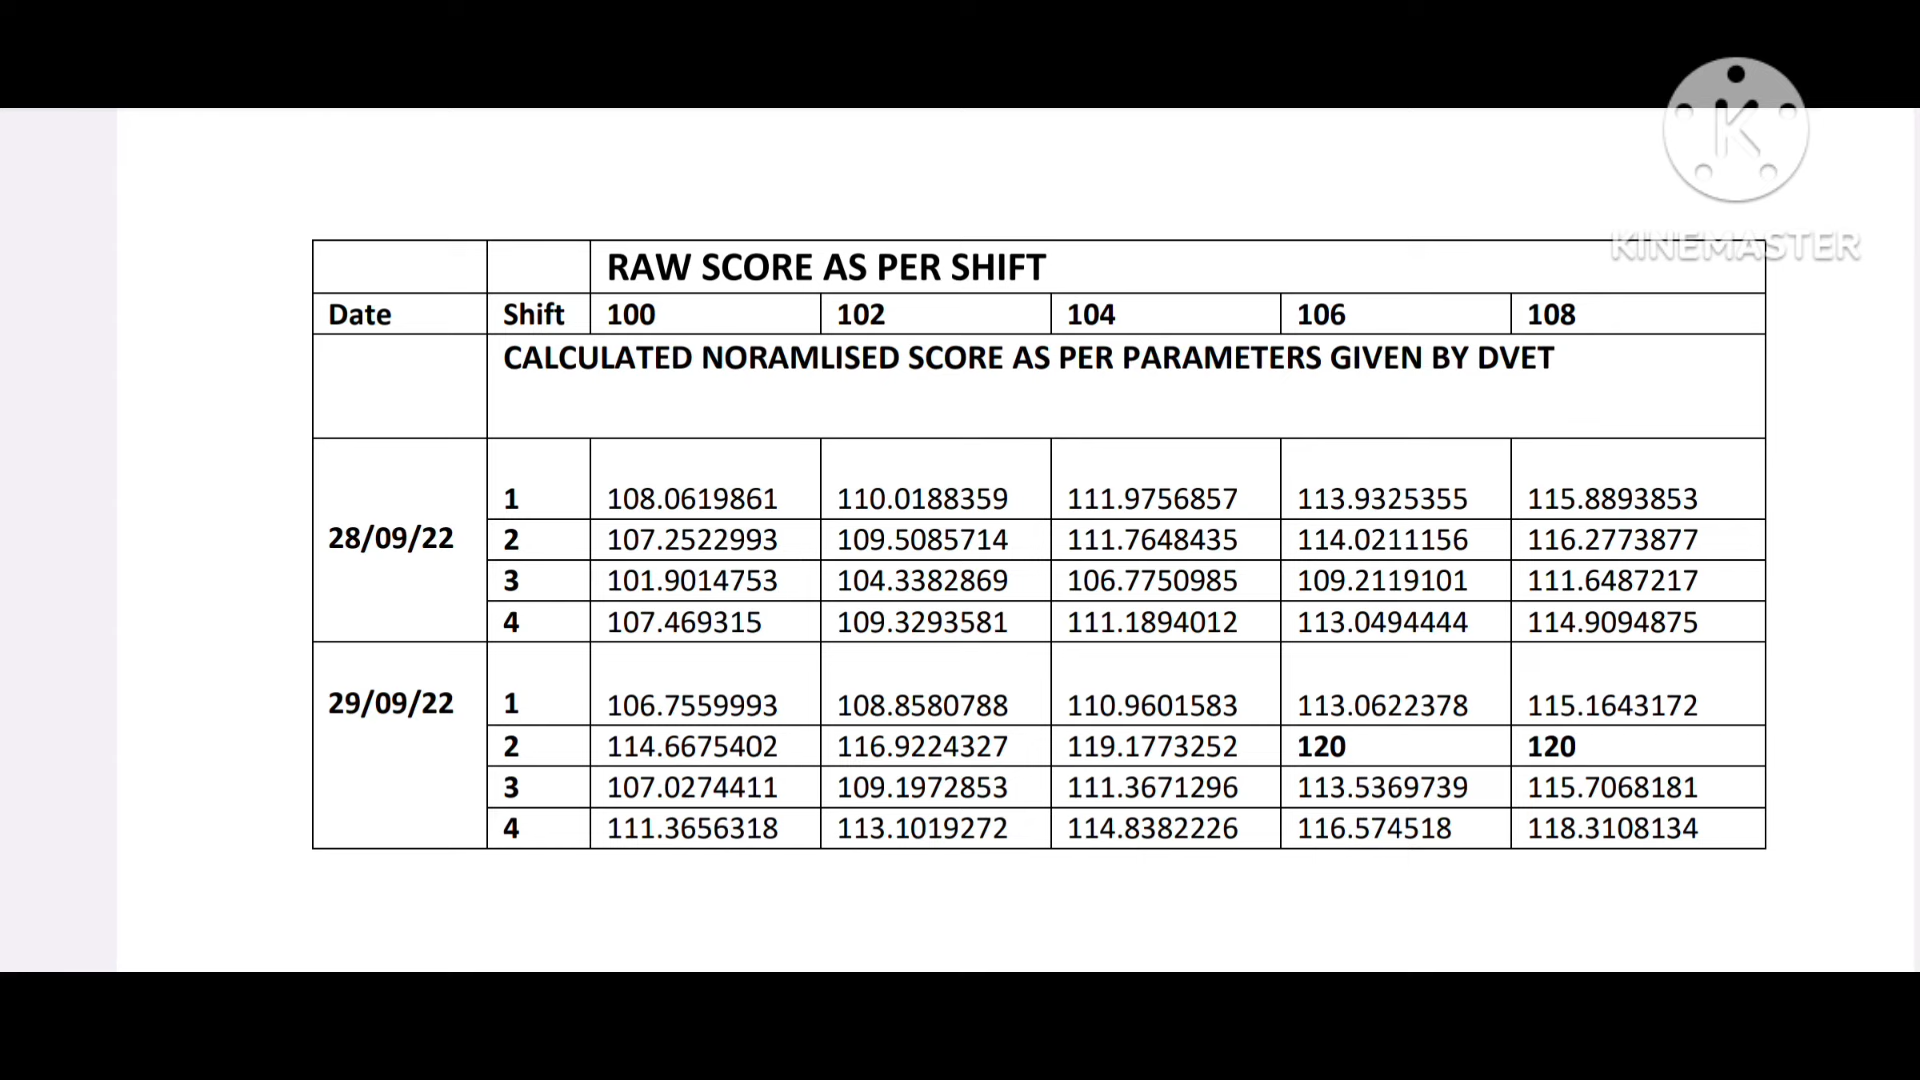 K
KINEMASTER
RAW SCORE AS PER SHIFT
Date Shift 100 102 104 106 108
CALCULATED NORAMLISED SCORE AS PER PARAMETERS GIVEN BY DVET
1 108.0619861 110.0188359 111.9756857 113.9325355 115.8893853
28/09/22 2 107.2522993 109.5085714 111.7648435 114.0211156 116.2773877
3 101.9014753 104.3382869 106.7750985 109.2119101 111.6487217
4 107.469315 109.3293581 111.1894012 113.0494444 114.9094875
29/09/22 1 106.7559993 108.8580788 110.9601583 113.0622378 115.1643172
2 114.6675402 116.9224327 119.1773252 120 120
3 107.0274411 109.1972853 111.3671296 113.5369739 115.7068181
4 111.3656318 113.1019272 114.8382226 116.574518 118.3108134